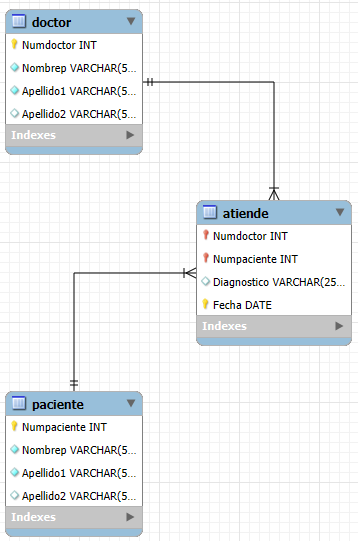 doctor
Numdoctor INT
Nombrep VARCHAR(5...
Apellido1 VARCHAR(5...
Apellido2 VARCHAR(5...
Indexes
atiende
Numdoctor INT
Numpaciente INT
Diagnostico VARCHAR(25...
Fecha DATE
Indexes
paciente
Numpaciente INT
Nombrep VARCHAR(5...
Apellido1 VARCHAR(5...
Apellido2 VARCHAR(5...
Indexes